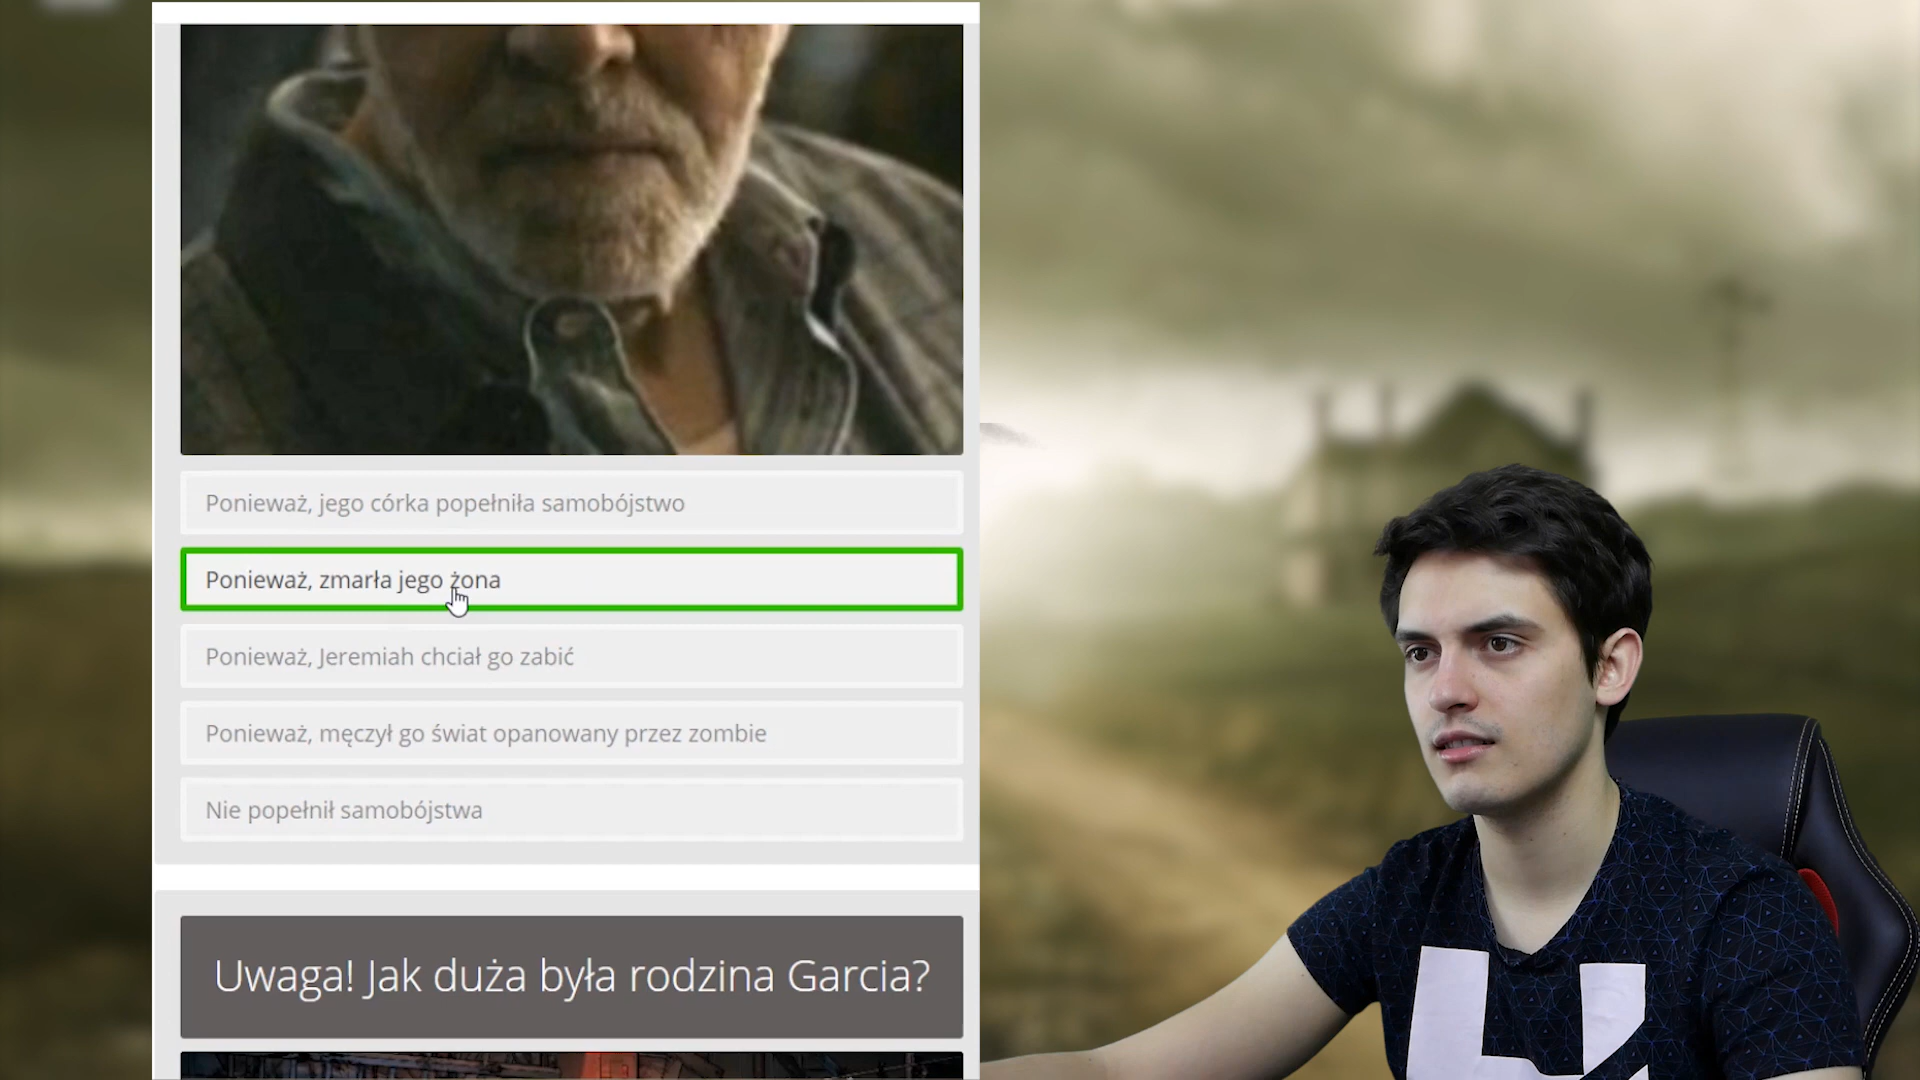 Ponieważ, jego córka popełniła samobójstwo
Ponieważ, zmarła jego żona
Ponieważ, Jeremiah chciał go zabić
Ponieważ, męczył go świat opanowany przez zombie
Nie popełnił samobójstwa
Uwaga! Jak duża była rodzina Garcia?